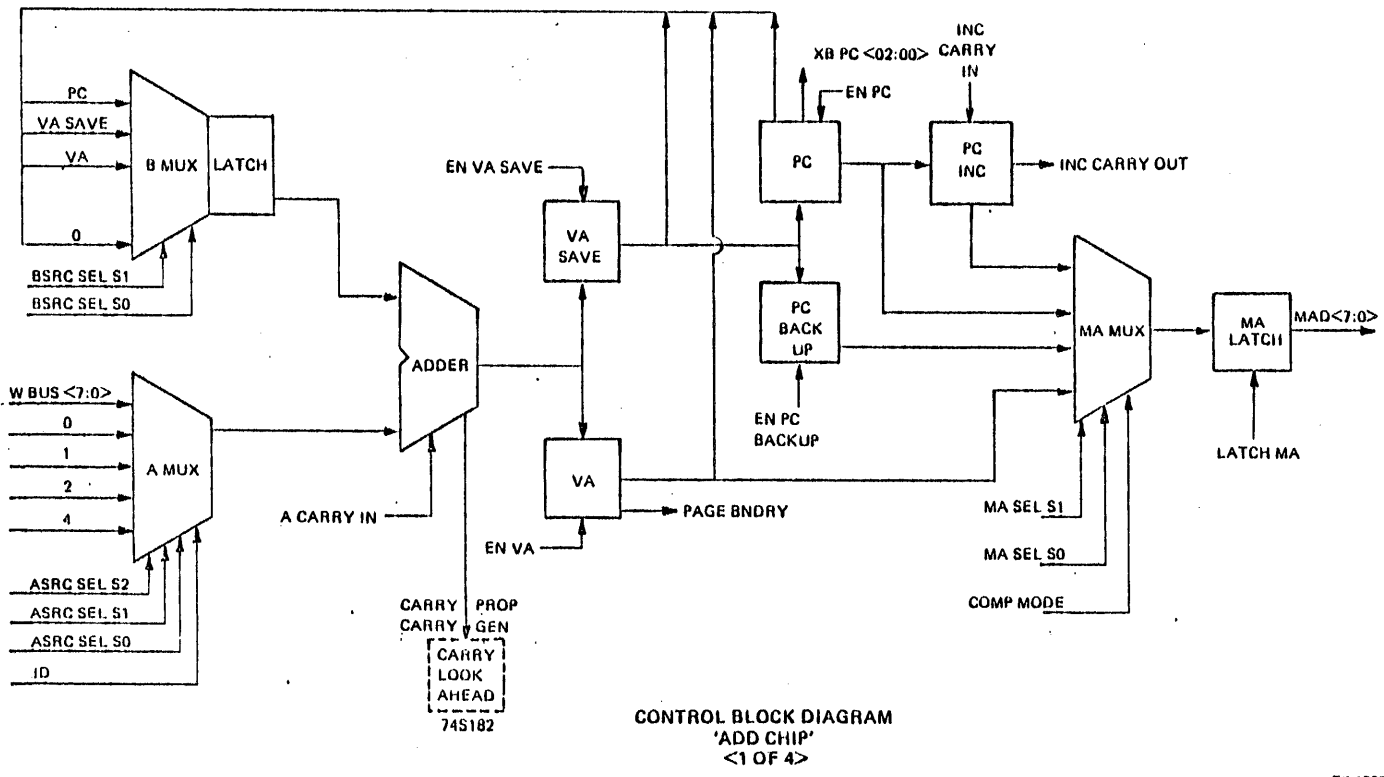 INC
CARRY
IN
XB PC <02:00>
EN PC
PC
VA SAVE
VA
0
B MUX
LATCH
BSRC SEL S1
BSRC SEL S0
EN VA SAVE
VA
SAVE
PC
PC
INC
INC CARRY OUT
PC
BACK
UP
EN PC
BACKUP
MA MUX
MA
LATCH
MAD<7:0>
LATCH MA
ADDER
W BUS <7:0>
0
1
2
4
A MUX
A CARRY IN
VA
PAGE BNDRY
EN VA
MA SEL S1
MA SEL S0
COMP MODE
ASRC SEL S2
ASRC SEL S1
ASRC SEL S0
ID
CARRY PROP
CARRY GEN
CARRY
LOOK
AHEAD
74S182
CONTROL BLOCK DIAGRAM
'ADD CHIP'
<1 OF 4>